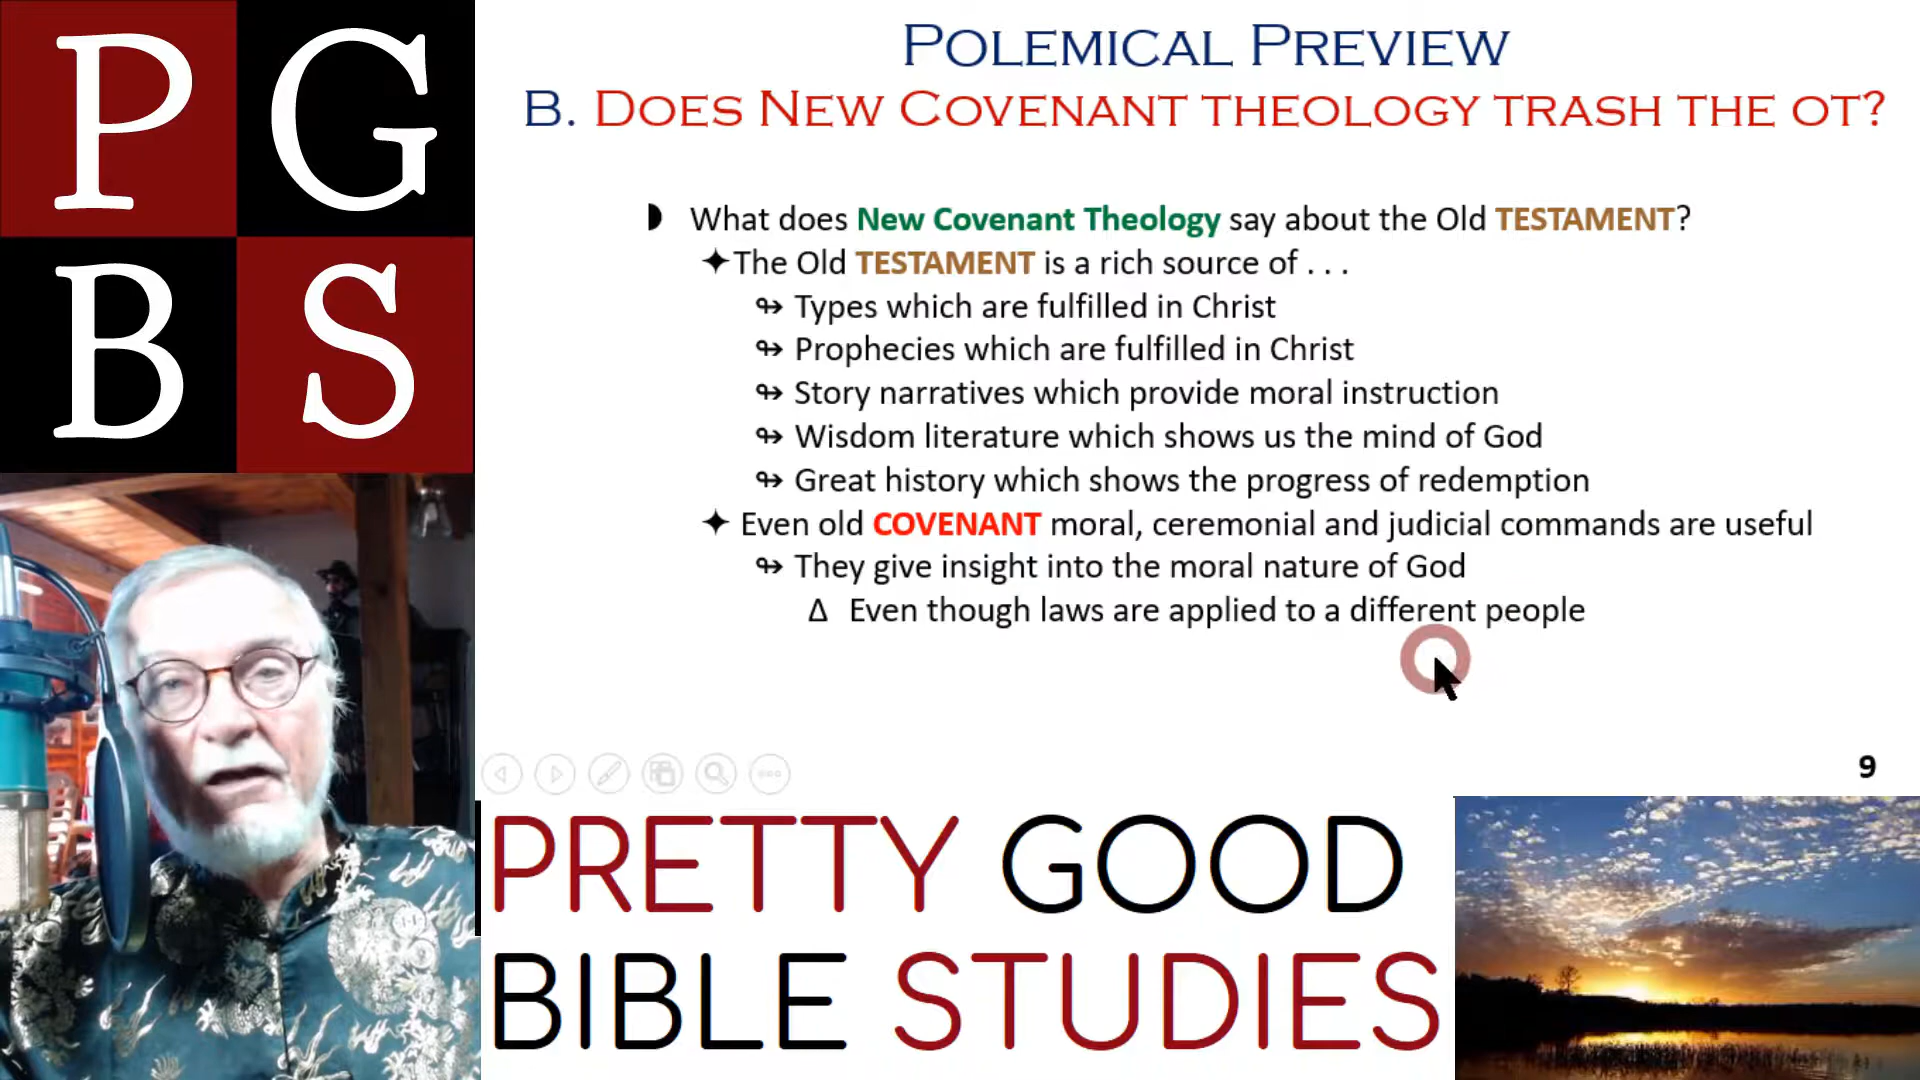 P G
B S
POLEMICAL PREVIEW
B. DOES NEW COVENANT THEOLOGY TRASH THE OT?
◗ What does New Covenant Theology say about the Old TESTAMENT?
✦The Old TESTAMENT is a rich source of . . .
↬ Types which are fulfilled in Christ
↬ Prophecies which are fulfilled in Christ
↬ Story narratives which provide moral instruction
↬ Wisdom literature which shows us the mind of God
↬ Great history which shows the progress of redemption
✦ Even old COVENANT moral, ceremonial and judicial commands are useful
↬ They give insight into the moral nature of God
Δ Even though laws are applied to a different people
9
PRETTY GOOD
BIBLE STUDIES